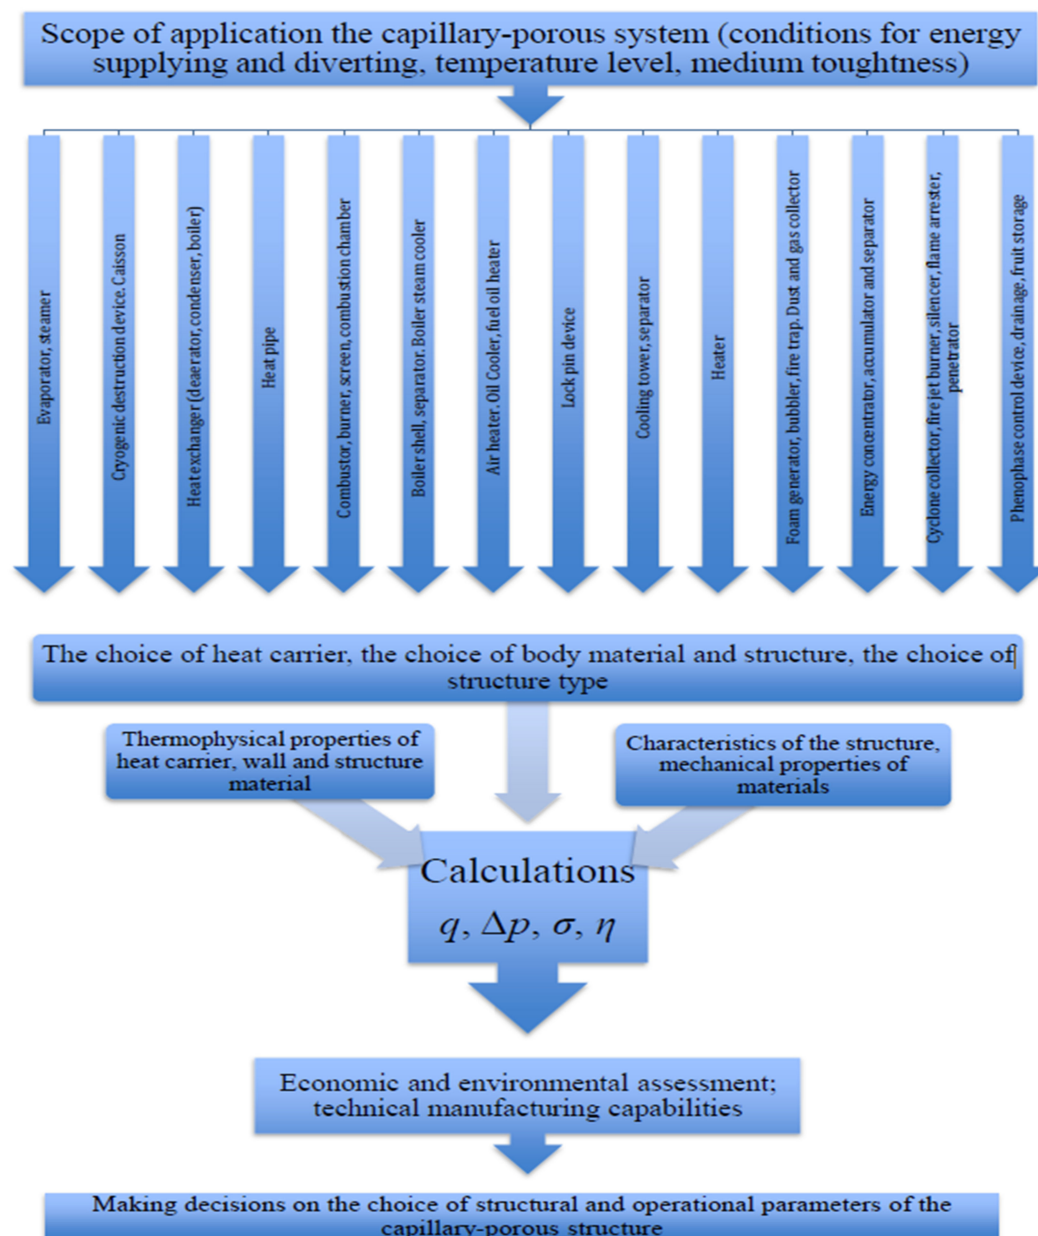 Scope of application the capillary-porous system (conditions for energy
supplying and diverting, temperature level, medium toughtness)
Evaporator, steamer
Cryogenic destruction device. Caisson
Heat exchanger (deaerator, condenser, boiler)
Heat pipe
Combustor, burner, screen, combustion chamber
Boiler shell, separator. Boiler steam cooler
Air heater. Oil Cooler, fuel oil heater
Lock pin device
Cooling tower, separator
Heater
Foam generator, bubbler, fire trap. Dust and gas collector
Energy concentrator, accumulator and separator
Cyclone collector, fire jet burner, silencer, flame arrester,
penetrator
Phenophase control device, drainage, fruit storage
The choice of heat carrier, the choice of body material and structure, the choice of
structure type
Thermophysical properties of
heat carrier, wall and structure
material
Characteristics of the structure,
mechanical properties of
materials
Calculations
q, Δp, σ, η
Economic and environmental assessment;
technical manufacturing capabilities
Making decisions on the choice of structural and operational parameters of the
capillary-porous structure